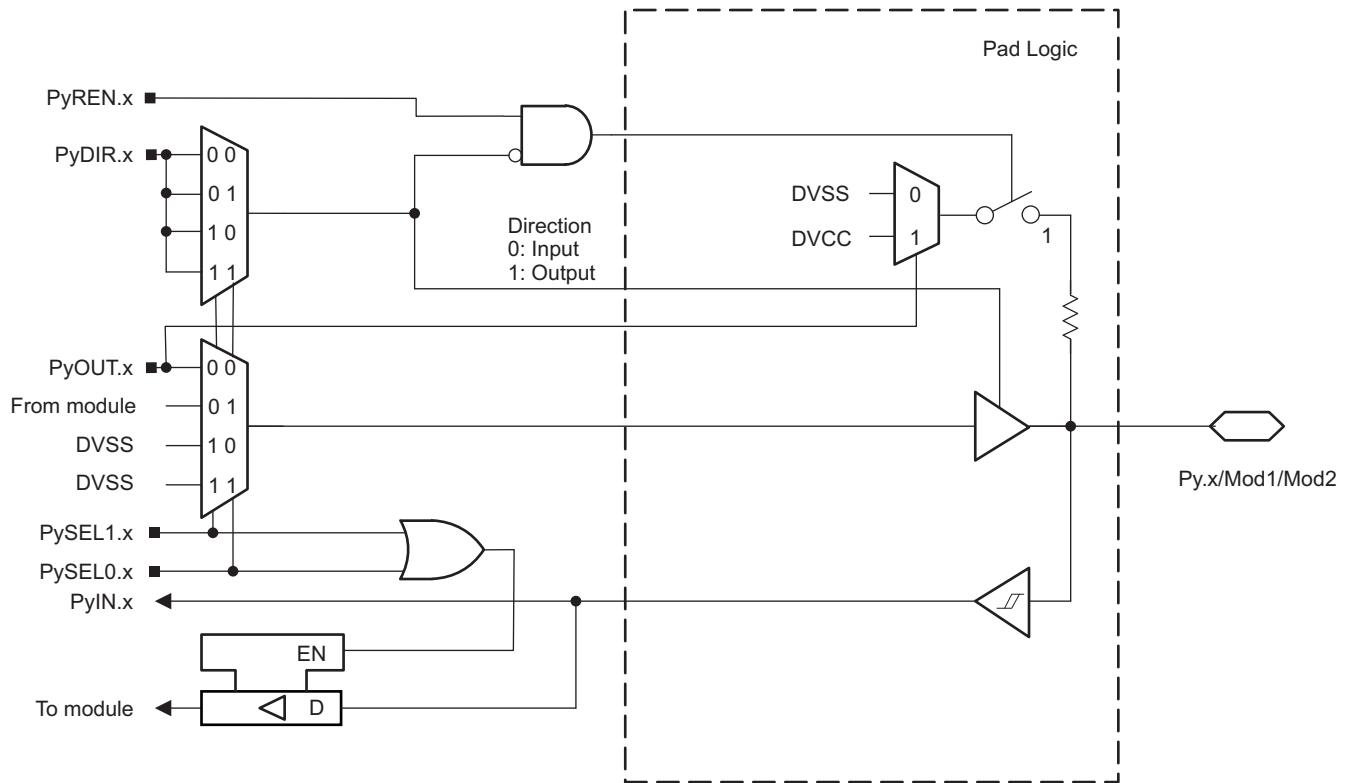 Pad Logic
PyREN.x
PyDIR.x
0 0
0 1
1 0
1 1
Direction
0: Input
1: Output
DVSS
DVCC
0
1
1
PyOUT.x
From module
DVSS
DVSS
0 0
0 1
1 0
1 1
Py.x/Mod1/Mod2
PySEL1.x
PySEL0.x
PyIN.x
EN
To module
D